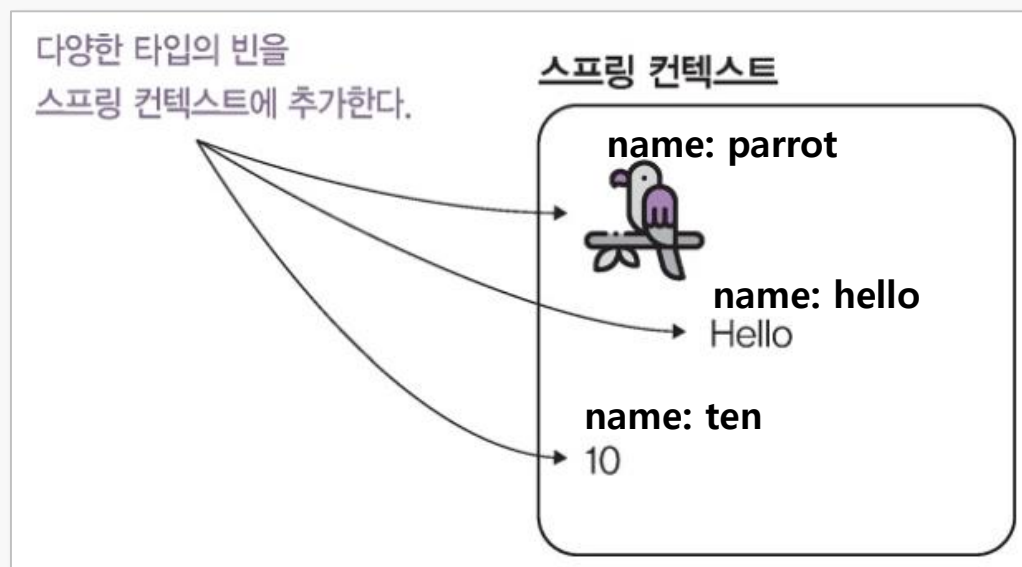 다양한 타입의 빈을
스프링 컨텍스트에 추가한다.
스프링 컨텍스트
name: parrot
name: hello
Hello
name: ten
10